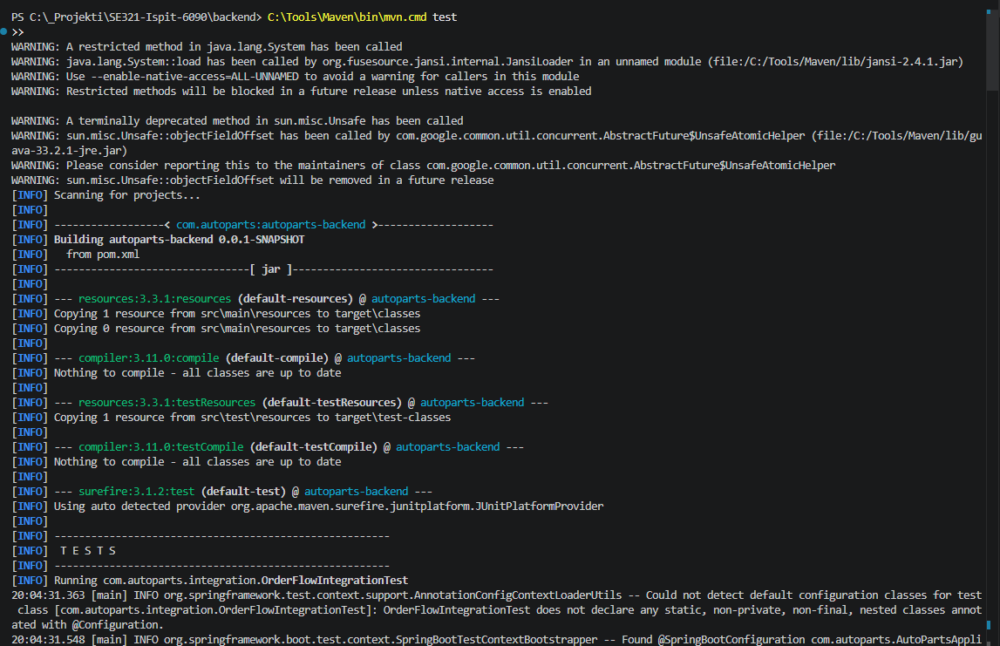 PS C:\_Projekti\SE321-Ispit-6090\backend> C:\Tools\Maven\bin\mvn.cmd test
>>
WARNING: A restricted method in java.lang.System has been called
WARNING: java.lang.System::load has been called by org.fusesource.jansi.internal.JansiLoader in an unnamed module (file:/C:/Tools/Maven/lib/jansi-2.4.1.jar)
WARNING: Use --enable-native-access=ALL-UNNAMED to avoid a warning for callers in this module
WARNING: Restricted methods will be blocked in a future release unless native access is enabled
WARNING: A terminally deprecated method in sun.misc.Unsafe has been called
WARNING: sun.misc.Unsafe::objectFieldOffset has been called by com.google.common.util.concurrent.AbstractFuture$UnsafeAtomicHelper (file:/C:/Tools/Maven/lib/gu
ava-33.2.1-jre.jar)
WARNING: Please consider reporting this to the maintainers of class com.google.common.util.concurrent.AbstractFuture$UnsafeAtomicHelper
WARNING: sun.misc.Unsafe::objectFieldOffset will be removed in a future release
[INFO] Scanning for projects...
[INFO]
[INFO] ------------------< com.autoparts:autoparts-backend >-------------------
[INFO] Building autoparts-backend 0.0.1-SNAPSHOT
[INFO]   from pom.xml
[INFO] --------------------------------[ jar ]---------------------------------
[INFO]
[INFO] --- resources:3.3.1:resources (default-resources) @ autoparts-backend ---
[INFO] Copying 1 resource from src\main\resources to target\classes
[INFO] Copying 0 resource from src\main\resources to target\classes
[INFO]
[INFO] --- compiler:3.11.0:compile (default-compile) @ autoparts-backend ---
[INFO] Nothing to compile - all classes are up to date
[INFO]
[INFO] --- resources:3.3.1:testResources (default-testResources) @ autoparts-backend ---
[INFO] Copying 1 resource from src\test\resources to target\test-classes
[INFO]
[INFO] --- compiler:3.11.0:testCompile (default-testCompile) @ autoparts-backend ---
[INFO] Nothing to compile - all classes are up to date
[INFO]
[INFO] --- surefire:3.1.2:test (default-test) @ autoparts-backend ---
[INFO] Using auto detected provider org.apache.maven.surefire.junitplatform.JUnitPlatformProvider
[INFO]
[INFO] -------------------------------------------------------
[INFO]  T E S T S
[INFO] -------------------------------------------------------
[INFO] Running com.autoparts.integration.OrderFlowIntegrationTest
20:04:31.363 [main] INFO org.springframework.test.context.support.AnnotationConfigContextLoaderUtils -- Could not detect default configuration classes for test
 class [com.autoparts.integration.OrderFlowIntegrationTest]: OrderFlowIntegrationTest does not declare any static, non-private, non-final, nested classes annot
ated with @Configuration.
20:04:31.548 [main] INFO org.springframework.boot.test.context.SpringBootTestContextBootstrapper -- Found @SpringBootConfiguration com.autoparts.AutoPartsAppli